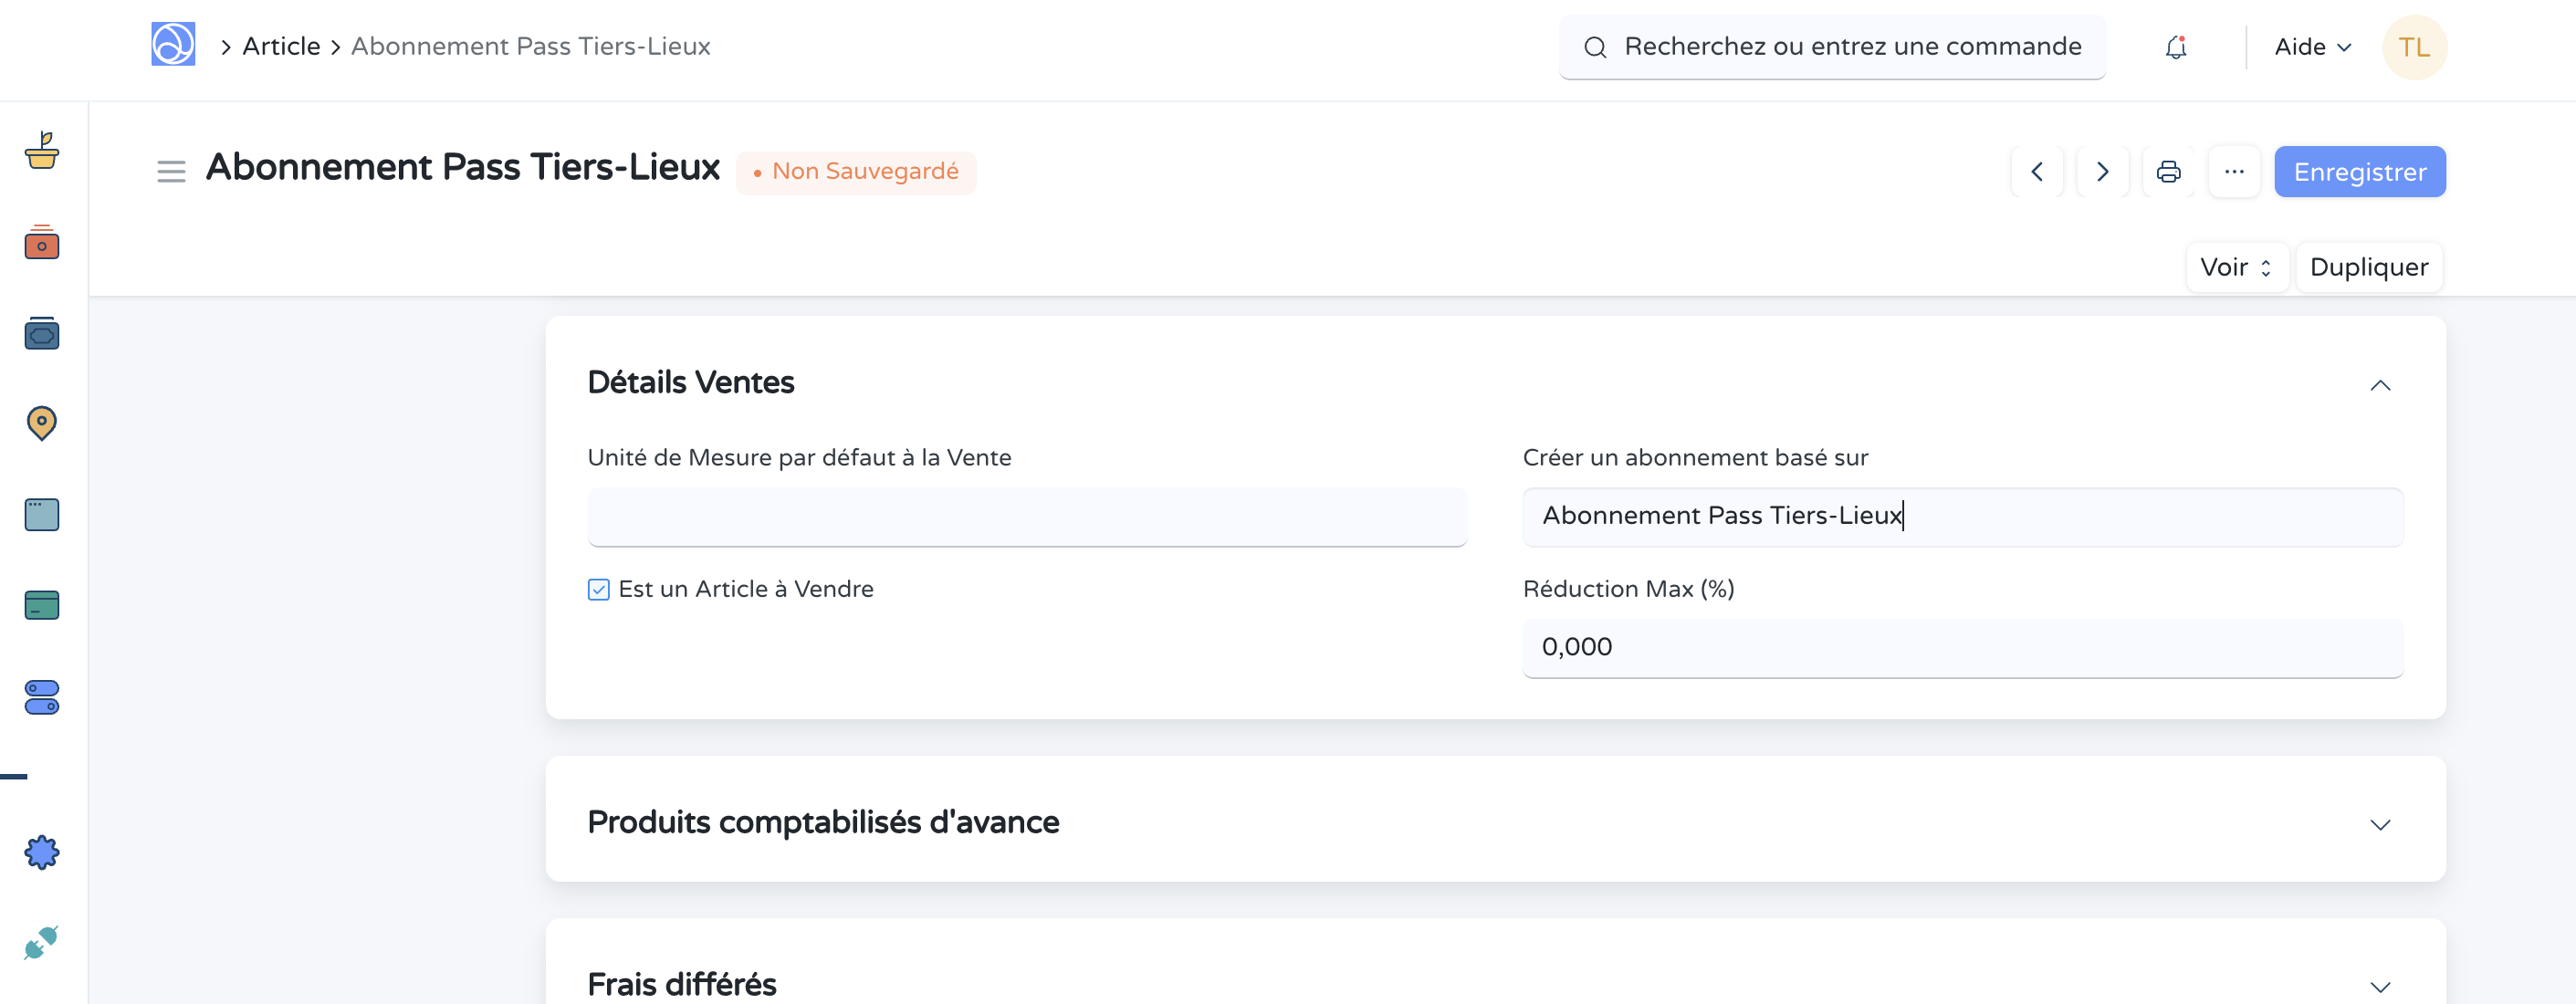 Article
Abonnement Pass Tiers-Lieux
Recherchez ou entrez une commande
Aide
TL
Abonnement Pass Tiers-Lieux
Non Sauvegardé
Enregistrer
Voir
Dupliquer
Détails Ventes
Unité de Mesure par défaut à la Vente
Créer un abonnement basé sur
Abonnement Pass Tiers-Lieux
Est un Article à Vendre
Réduction Max (%)
0,000
Produits comptabilisés d'avance
Frais différés